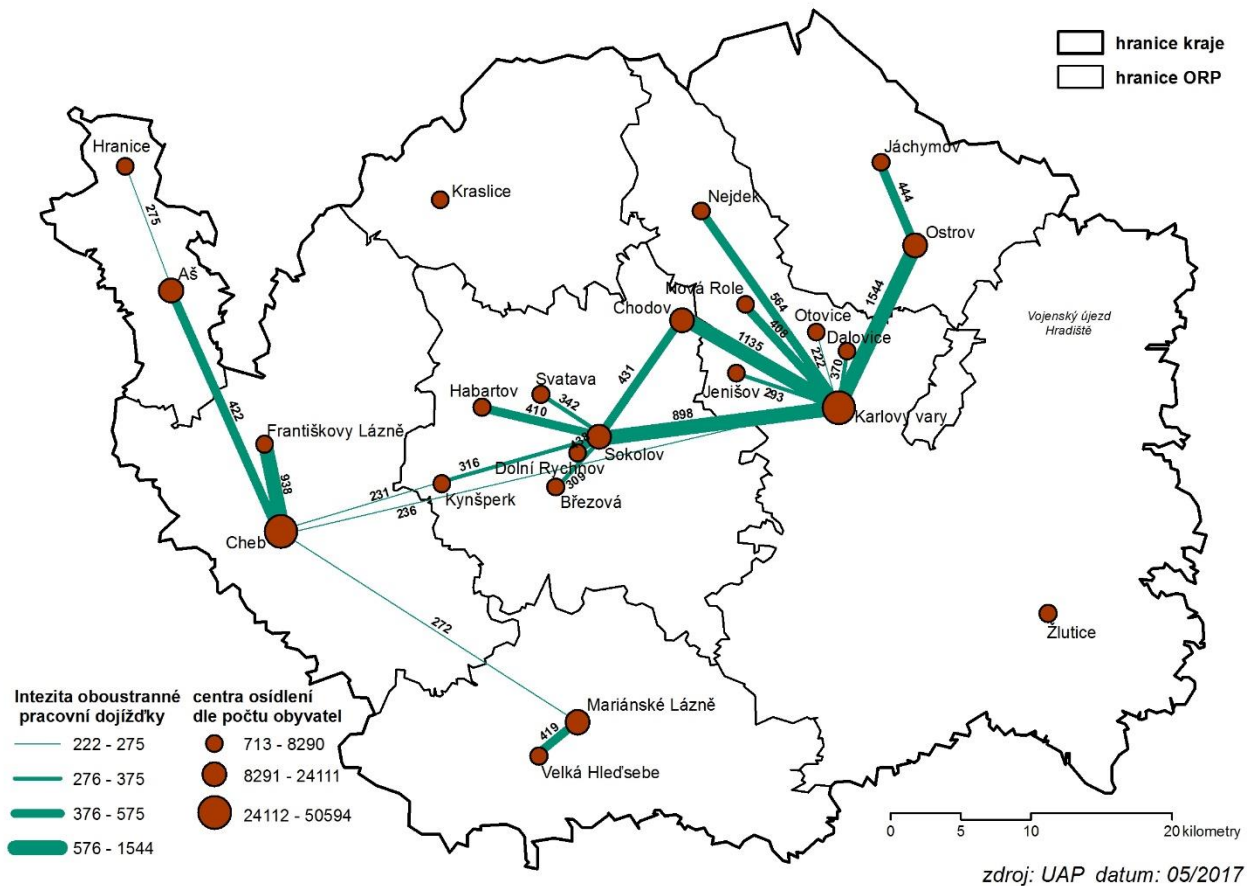 hranice kraje
hranice ORP
Hranice
275
Aš
422
Kraslice
Nejdek
Jáchymov
444
Ostrov
1544
Nová Role
564
408
Chodov
1135
Otovice
222
Dalovice
370
Jenišov
293
Karlovy vary
Vojenský újezd
Hradiště
Habartov
410
Svatava
342
431
898
Sokolov
438
Dolní Rychnov
309
Březová
316
Kynšperk
231
236
Františkovy Lázně
938
Cheb
272
Mariánské Lázně
419
Velká Hleďsebe
Žlutice
Intezita oboustranné
pracovní dojížďky
222 - 275
276 - 375
376 - 575
576 - 1544
centra osídlení
dle počtu obyvatel
713 - 8290
8291 - 24111
24112 - 50594
0 5 10 20 kilometry
zdroj: UAP datum: 05/2017